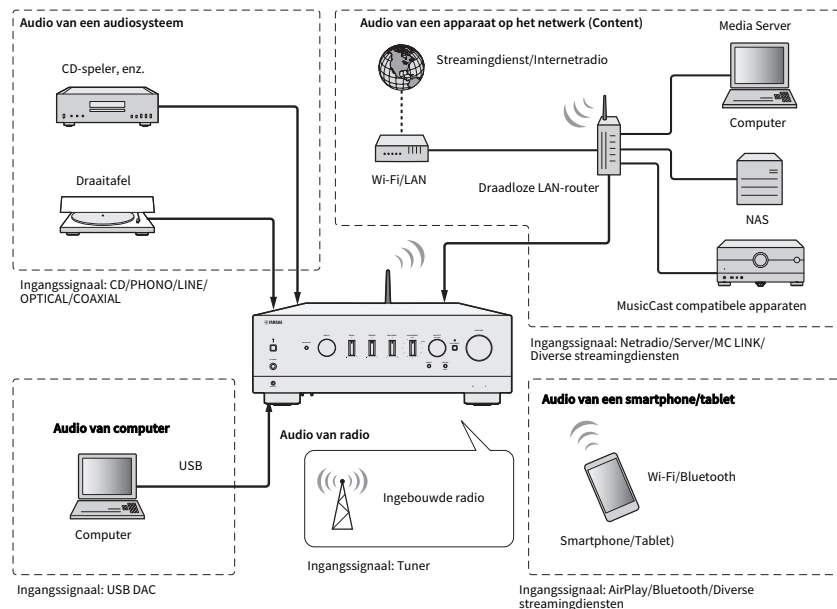 Audio van een audiosysteem
CD-speler, enz.
Draaitafel
Ingangssignaal: CD/PHONO/LINE/
OPTICAL/COAXIAL
Audio van een apparaat op het netwerk (Content)
Streamingdienst/Internetradio
Wi-Fi/LAN
Draadloze LAN-router
Media Server
Computer
NAS
MusicCast compatibele apparaten
Ingangssignaal: Netradio/Server/MC LINK/
Diverse streamingdiensten
YAMAHA
Audio van computer
USB
Computer
Ingangssignaal: USB DAC
Audio van radio
Ingebouwde radio
Ingangssignaal: Tuner
Audio van een smartphone/tablet
Wi-Fi/Bluetooth
Smartphone/Tablet)
Ingangssignaal: AirPlay/Bluetooth/Diverse
streamingdiensten